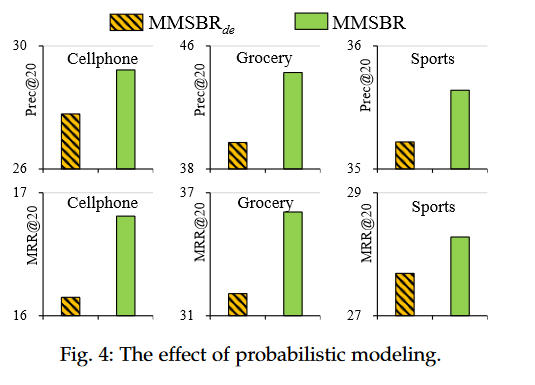 MMSBRde MMSBR
30 Cellphone Prec@20 26
46 Grocery Prec@20 38
36 Sports Prec@20 35
17 Cellphone MRR@20 16
37 Grocery MRR@20 31
29 Sports MRR@20 27
Fig. 4: The effect of probabilistic modeling.